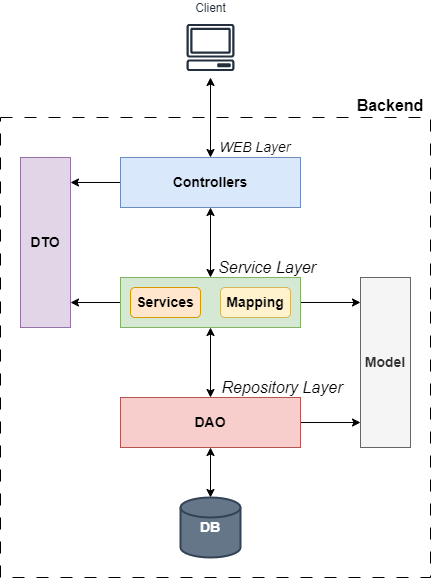 Client
Backend
WEB Layer
Controllers
DTO
Service Layer
Services
Mapping
Model
Repository Layer
DAO
DB